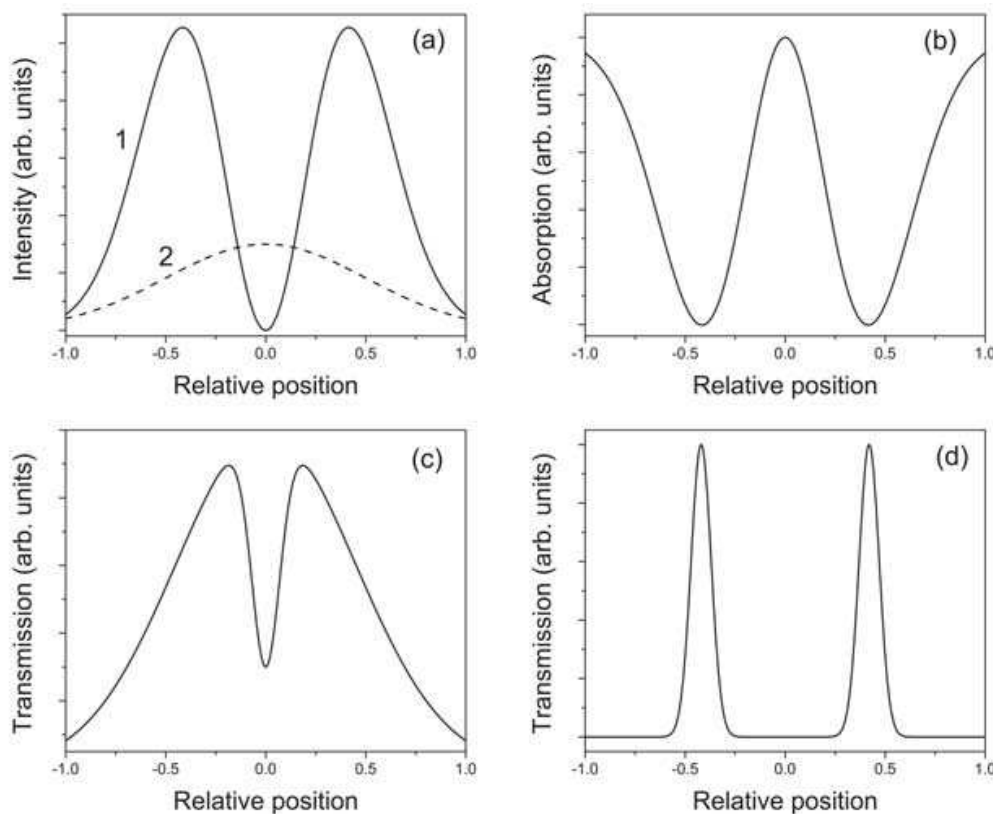 (a)
Intensity (arb. units)
1
2
-1.0 -0.5 0.0 0.5 1.0
Relative position
(b)
Absorption (arb. units)
-1.0 -0.5 0.0 0.5 1.0
Relative position
(c)
Transmission (arb. units)
-1.0 -0.5 0.0 0.5 1.0
Relative position
(d)
Transmission (arb. units)
-1.0 -0.5 0.0 0.5 1.0
Relative position